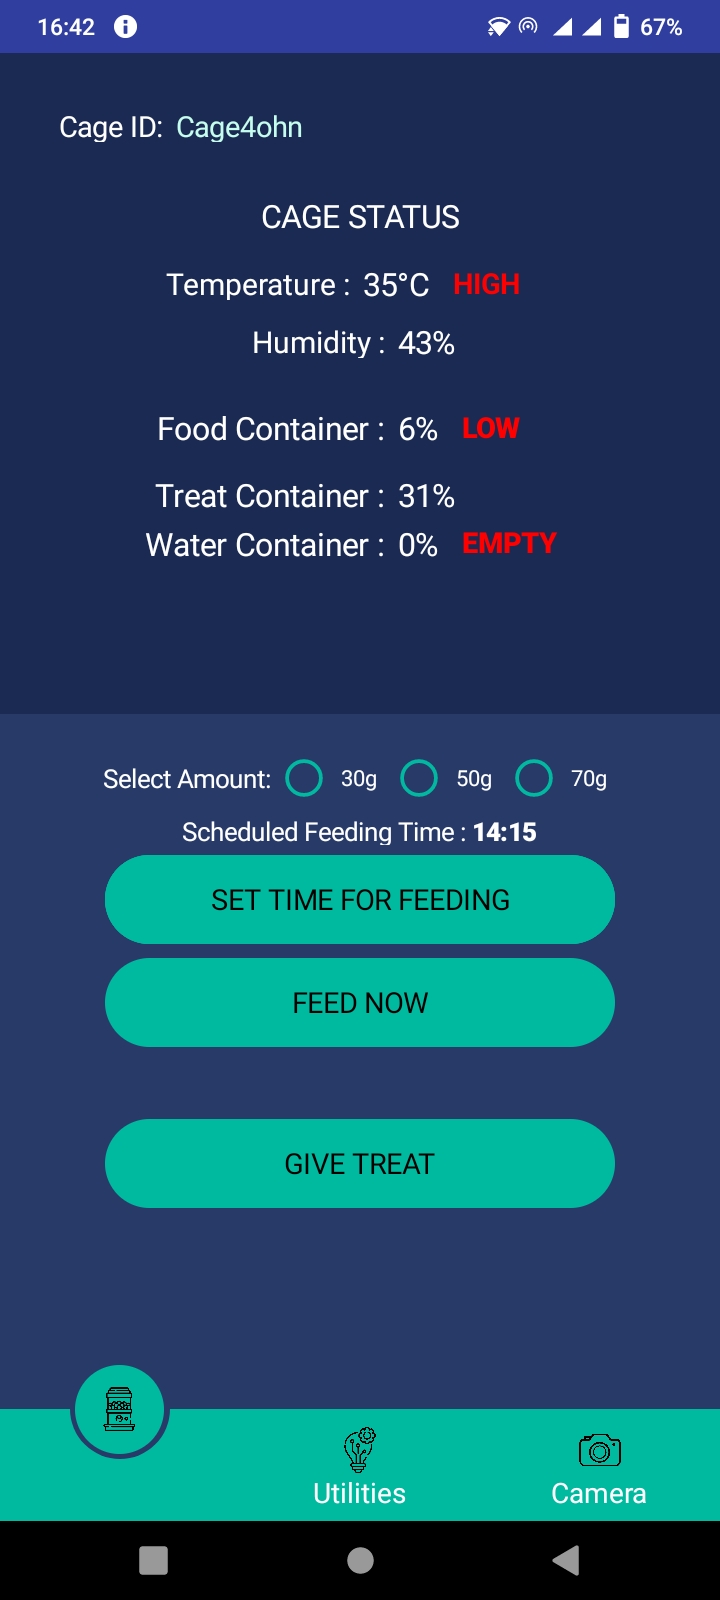 16:42 67%
Cage ID: Cage4ohn
CAGE STATUS
Temperature : 35°C HIGH
Humidity : 43%
Food Container : 6% LOW
Treat Container : 31%
Water Container : 0% EMPTY
Select Amount: 30g 50g 70g
Scheduled Feeding Time : 14:15
SET TIME FOR FEEDING
FEED NOW
GIVE TREAT
Utilities Camera